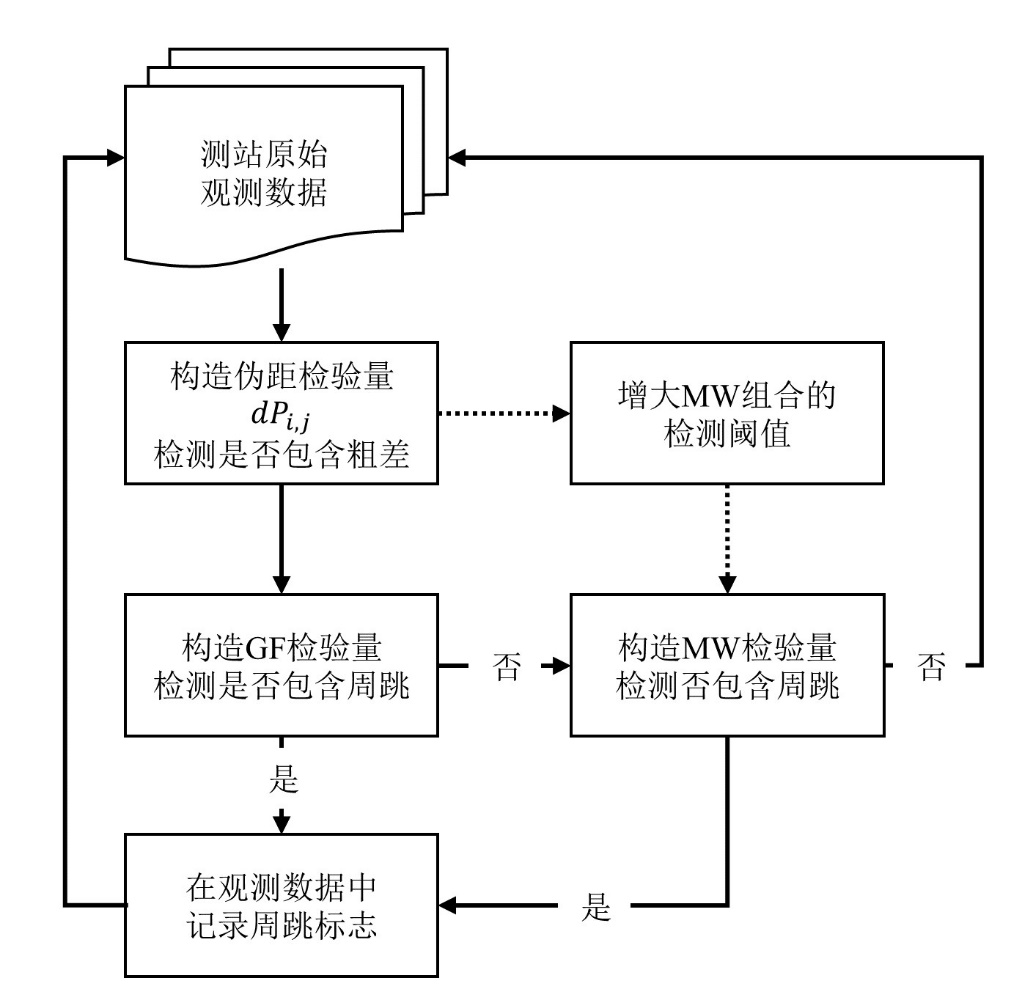 测站原始
观测数据
构造伪距检验量
dP_{i,j}
检测是否包含粗差
增大MW组合的
检测阈值
构造GF检验量
检测是否包含周跳
否
构造MW检验量
检测否包含周跳
否
是
在观测数据中
记录周跳标志
是